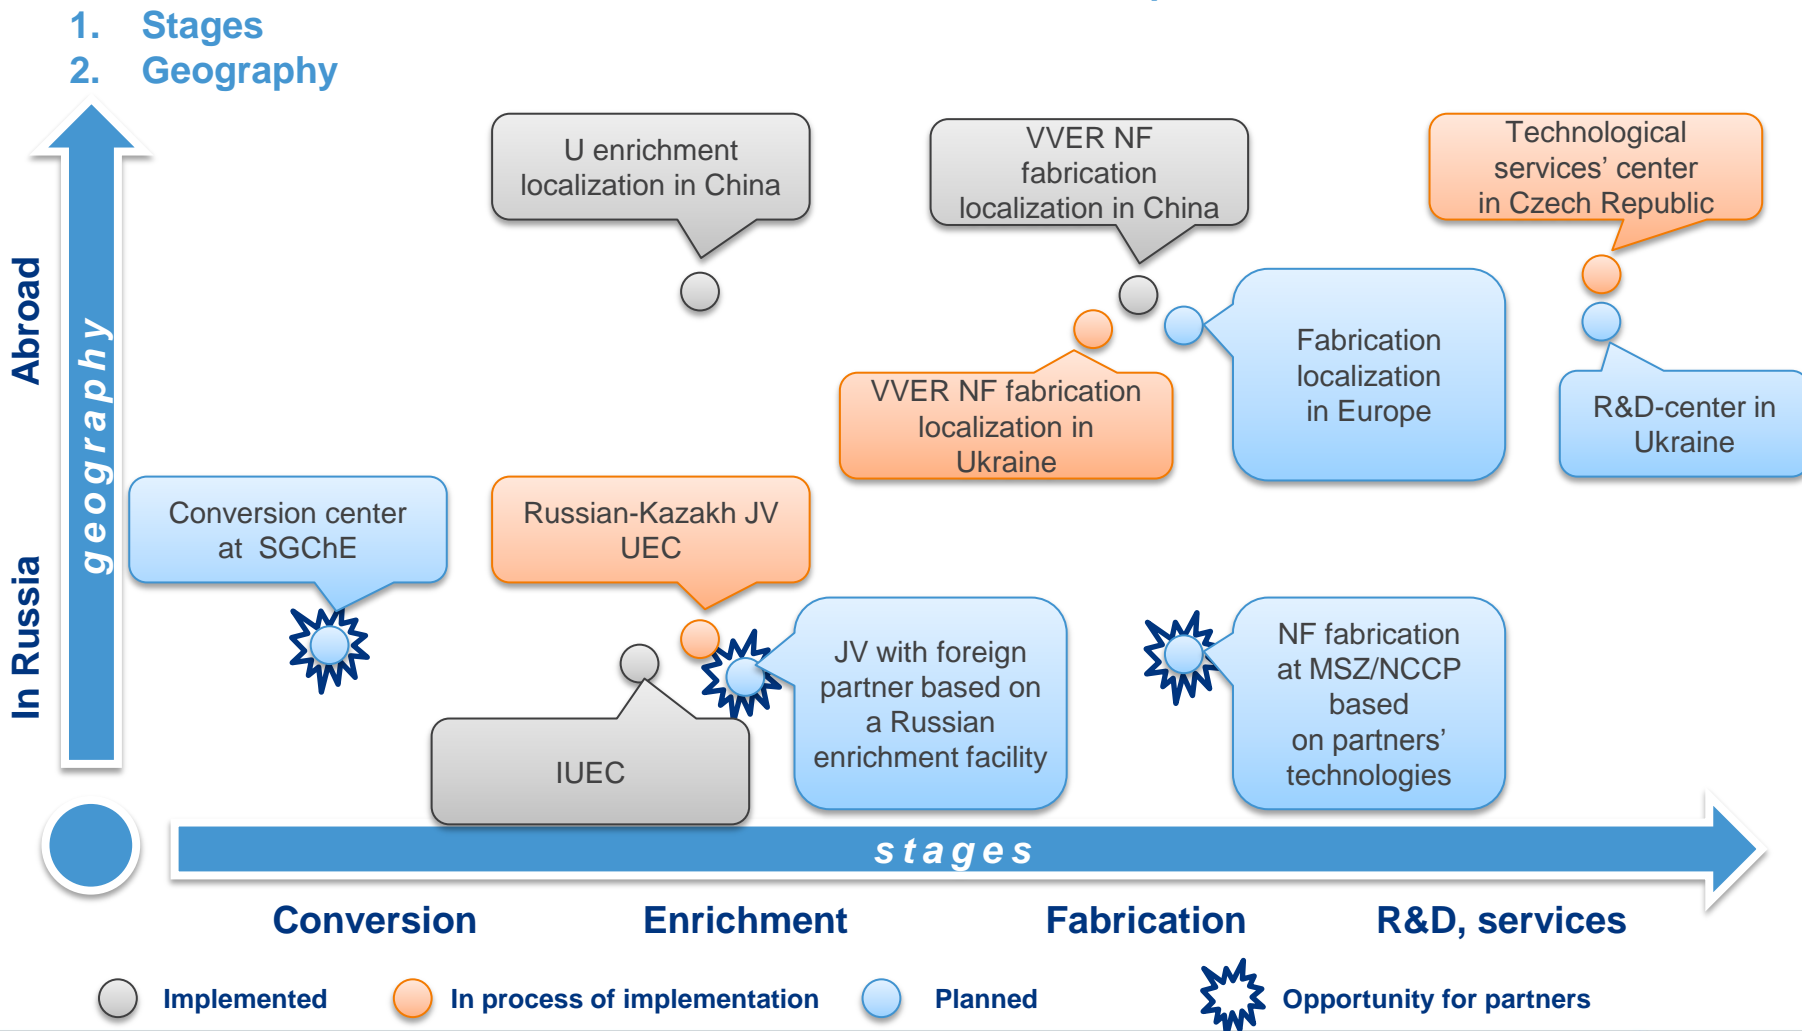 1. Stages
2. Geography
U enrichment
localization in China
VVER NF
fabrication
localization in China
Technological
services’ center
in Czech Republic
Abroad
geography
Fabrication
localization
in Europe
VVER NF fabrication
localization in
Ukraine
R&D-center in
Ukraine
Conversion center
at SGChE
Russian-Kazakh JV
UEC
In Russia
JV with foreign
partner based on
a Russian
enrichment facility
NF fabrication
at MSZ/NCCP
based
on partners’
technologies
IUEC
stages
Conversion
Enrichment
Fabrication
R&D, services
Implemented
In process of implementation
Planned
Opportunity for partners